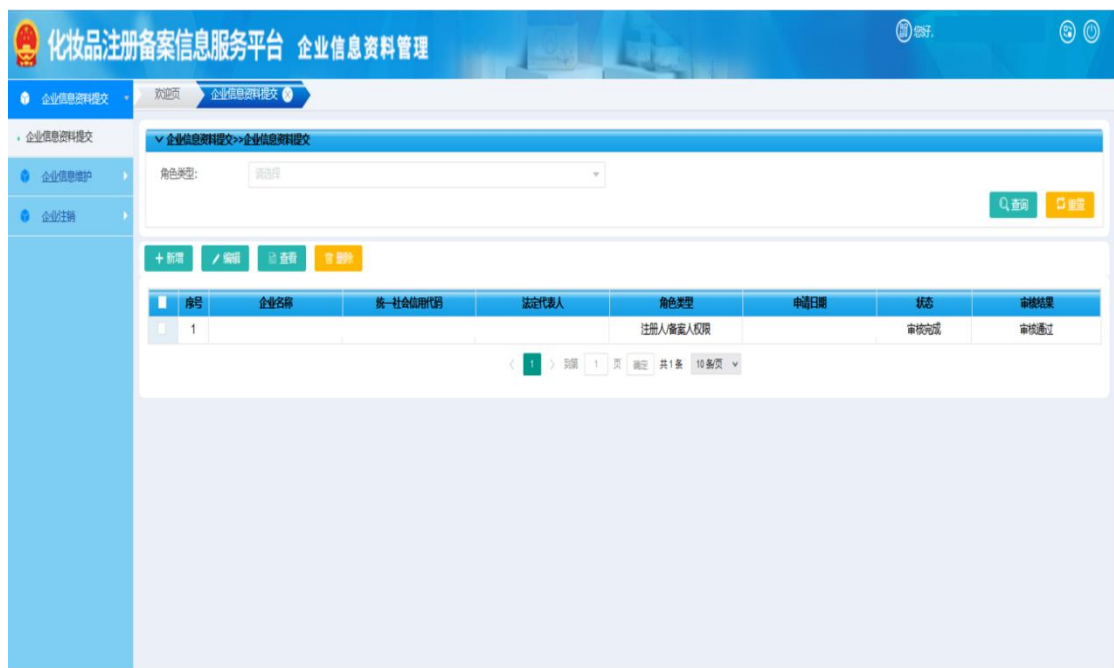 化妆品注册备案信息服务平台 企业信息资料管理
您好,
企业信息资料提交
欢迎页
企业信息资料提交
企业信息资料提交
企业信息资料提交>>企业信息资料提交
企业信息维护
角色类型:
请选择
企业注销
查询
重置
新增
编辑
查看
删除
序号 企业名称 统一社会信用代码 法定代表人 角色类型 申请日期 状态 审核结果
1 注册人/备案人权限 审核完成 审核通过
1 到第 1 页 确定 共1条 10条/页